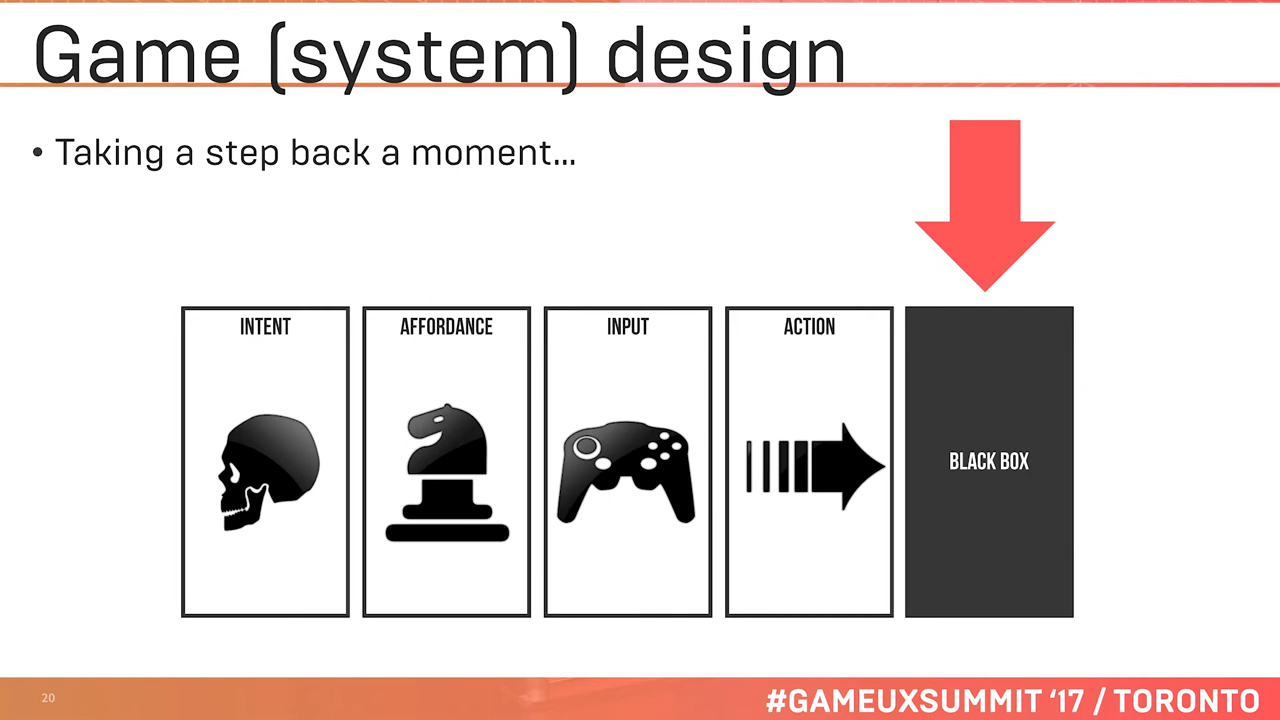 Game (system) design
• Taking a step back a moment...
INTENT
AFFORDANCE
INPUT
ACTION
BLACK BOX
20
#GAMEUXSUMMIT ‘17 / TORONTO